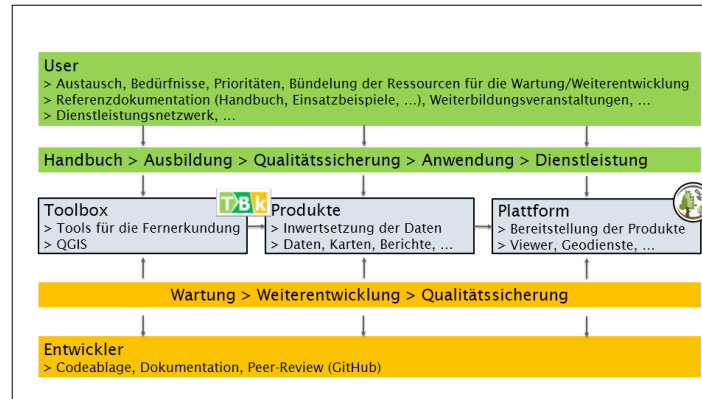 User
> Austausch, Bedürfnisse, Prioritäten, Bündelung der Ressourcen für die Wartung/Weiterentwicklung
> Referenzdokumentation (Handbuch, Einsatzbeispiele, ...), Weiterbildungsveranstaltungen, ...
> Dienstleistungsnetzwerk, ...
Handbuch > Ausbildung > Qualitätssicherung > Anwendung > Dienstleistung
TBk
Toolbox
> Tools für die Fernerkundung
> QGIS
Produkte
> Inwertsetzung der Daten
> Daten, Karten, Berichte, ...
Plattform
> Bereitstellung der Produkte
> Viewer, Geodienste, ...
Wartung > Weiterentwicklung > Qualitätssicherung
Entwickler
> Codeablage, Dokumentation, Peer-Review (GitHub)